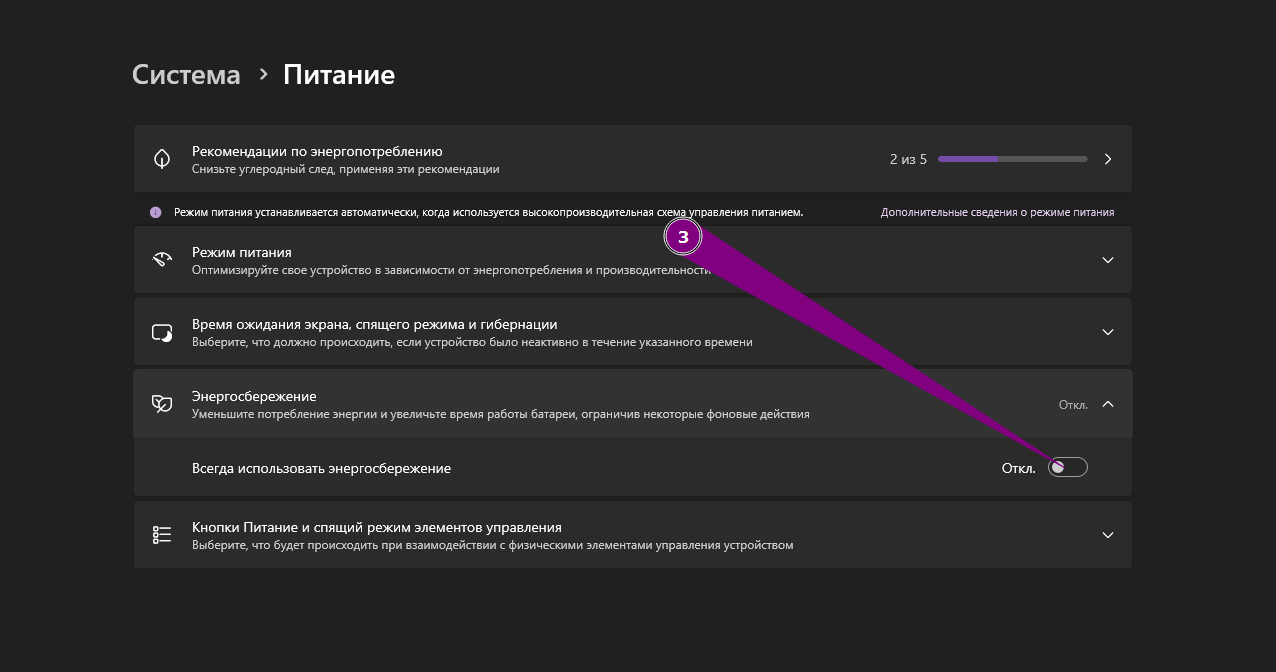 Система > Питание
Рекомендации по энергопотреблению
Снизьте углеродный след, применяя эти рекомендации
2 из 5
Режим питания устанавливается автоматически, когда используется высокопроизводительная схема управления питанием.
Дополнительные сведения о режиме питания
3
Режим питания
Оптимизируйте свое устройство в зависимости от энергопотребления и производительности
Время ожидания экрана, спящего режима и гибернации
Выберите, что должно происходить, если устройство было неактивно в течение указанного времени
Энергосбережение
Уменьшите потребление энергии и увеличьте время работы батареи, ограничив некоторые фоновые действия
Откл.
Всегда использовать энергосбережение
Откл.
Кнопки Питание и спящий режим элементов управления
Выберите, что будет происходить при взаимодействии с физическими элементами управления устройством